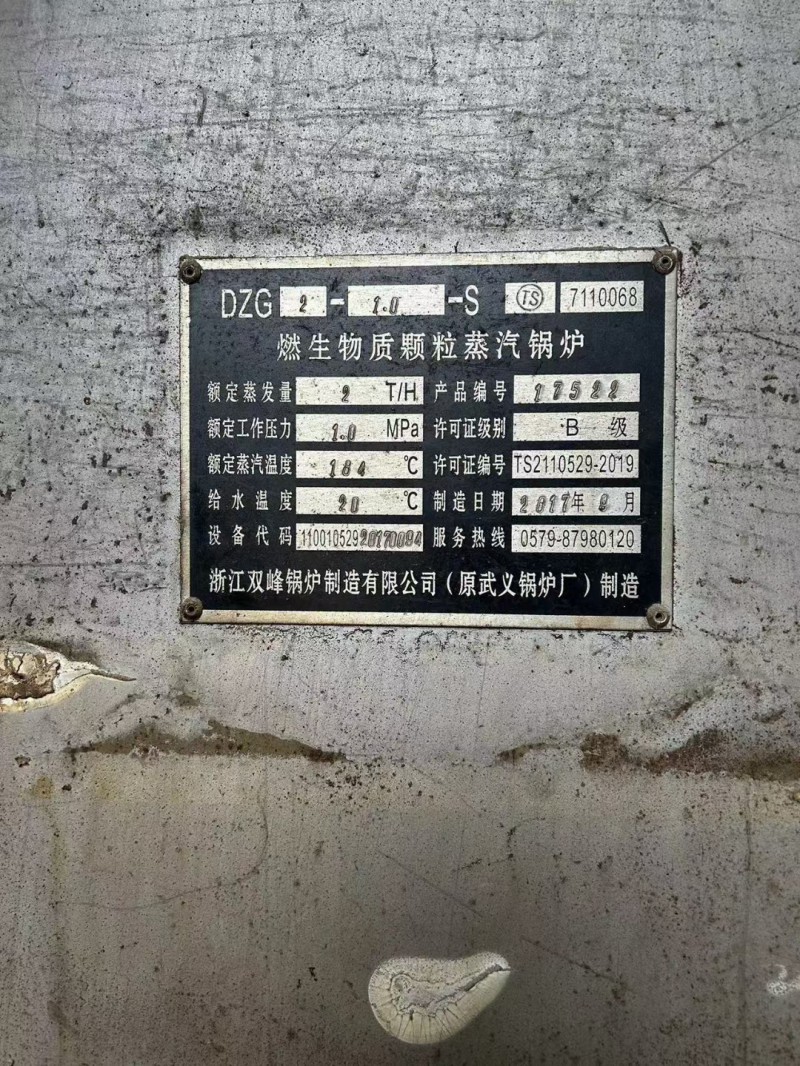 DZG 2-1.0-S TS 7110068
燃生物质颗粒蒸汽锅炉
额定蒸发量 2 T/H 产品编号 17522
额定工作压力 1.0 MPa 许可证级别 B 级
额定蒸汽温度 184 ℃ 许可证编号 TS2110529-2019
给水温度 20 ℃ 制造日期 2017年9月
设备代码 11001052920170084 服务热线 0579-87980120
浙江双峰锅炉制造有限公司(原武义锅炉厂)制造